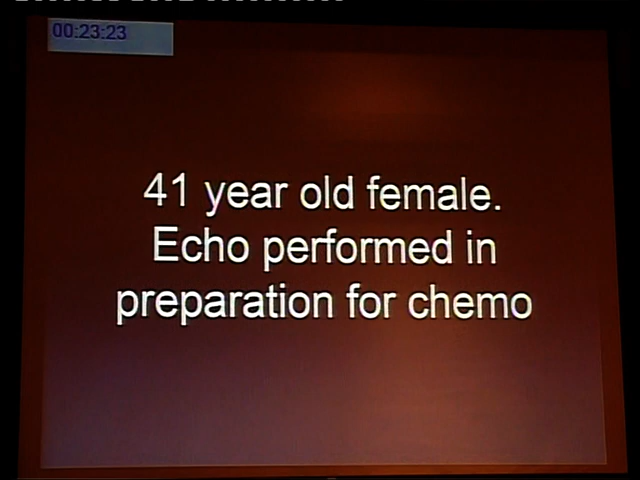 00:23:23
41 year old female.
Echo performed in
preparation for chemo